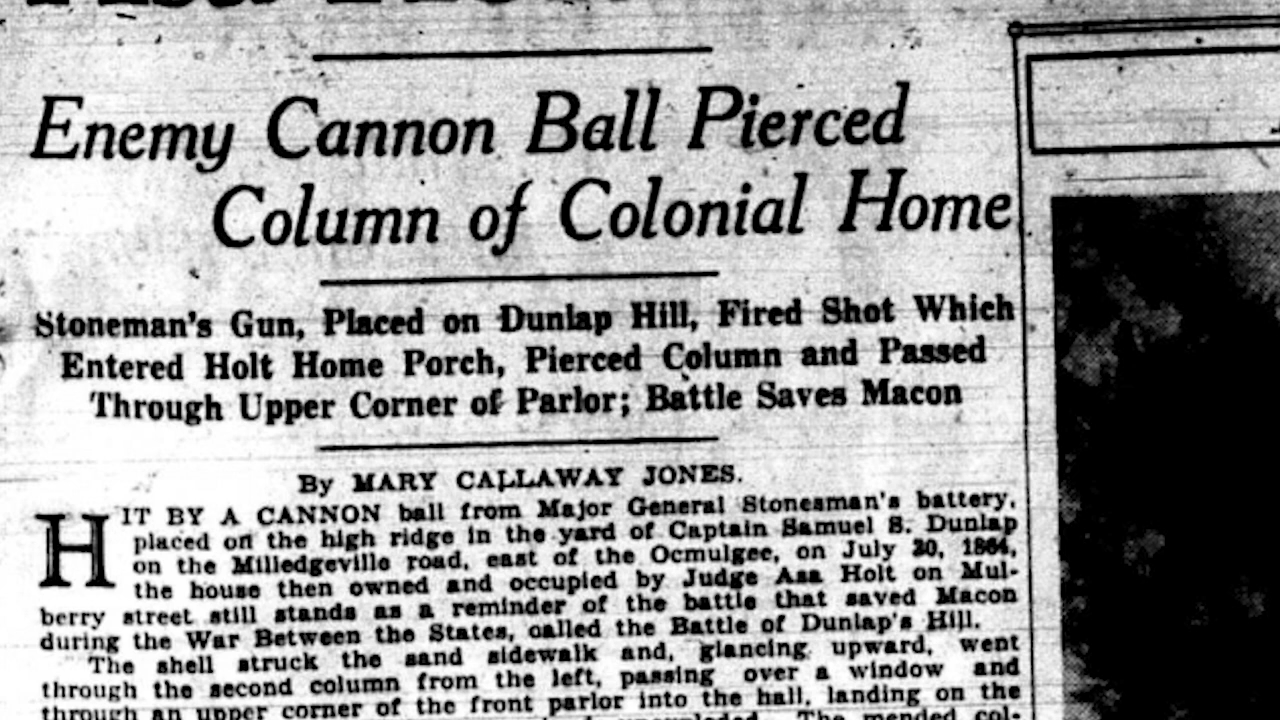 Enemy Cannon Ball Pierced
Column of Colonial Home
Stoneman's Gun, Placed on Dunlap Hill, Fired Shot Which
Entered Holt Home Porch, Pierced Column and Passed
Through Upper Corner of Parlor; Battle Saves Macon
By MARY CALLAWAY JONES.
HIT BY A CANNON ball from Major General Stonesman's battery,
placed on the high ridge in the yard of Captain Samuel S. Dunlap
on the Milledgeville road, east of the Ocmulgee, on July 30, 1864,
the house then owned and occupied by Judge Asa Holt on Mul-
berry street still stands as a reminder of the battle that saved Macon
during the War Between the States, called the Battle of Dunlap's Hill.
The shell struck the sand sidewalk and, glancing upward, went
through the second column from the left, passing over a window and
through an upper corner of the front parlor into the hall, landing on the
unexploded. The mended col-